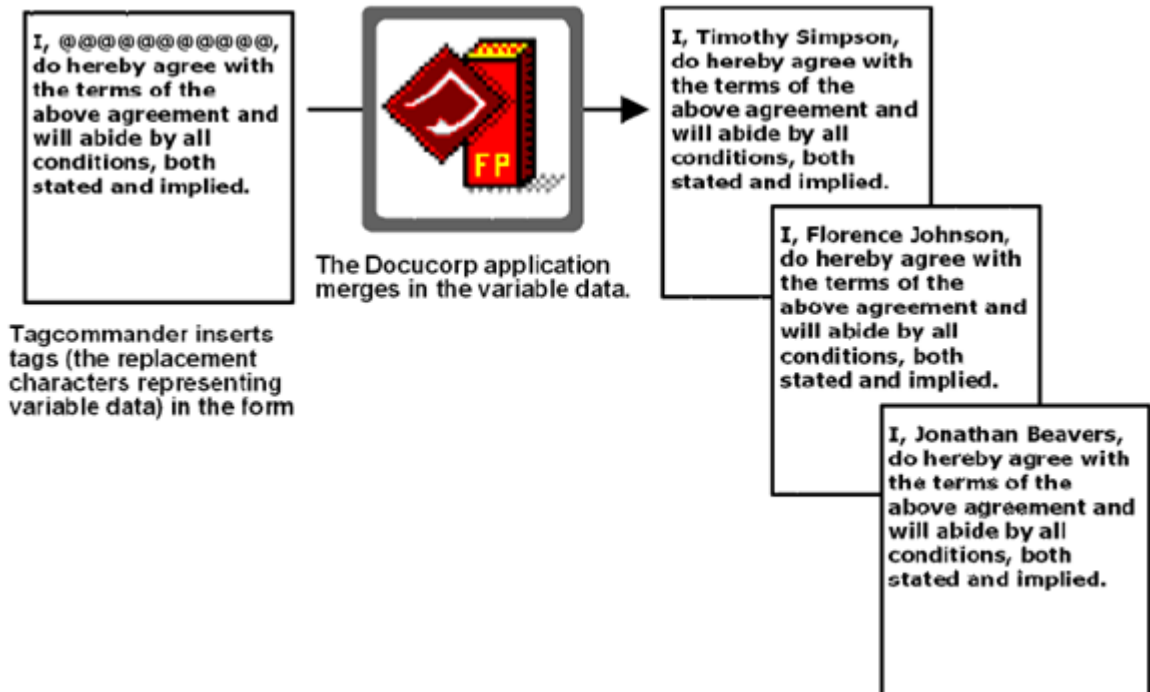 I, @@@@@@@@@@@,
do hereby agree with
the terms of the
above agreement and
will abide by all
conditions, both
stated and implied.
Tagcommander inserts
tags (the replacement
characters representing
variable data) in the form
FP
The Docucorp application
merges in the variable data.
I, Timothy Simpson,
do hereby agree with
the terms of the
above agreement and
will abide by all
conditions, both
stated and implied.
I, Florence Johnson,
do hereby agree with
the terms of the
above agreement and
will abide by all
conditions, both
stated and implied.
I, Jonathan Beavers,
do hereby agree with
the terms of the
above agreement and
will abide by all
conditions, both
stated and implied.